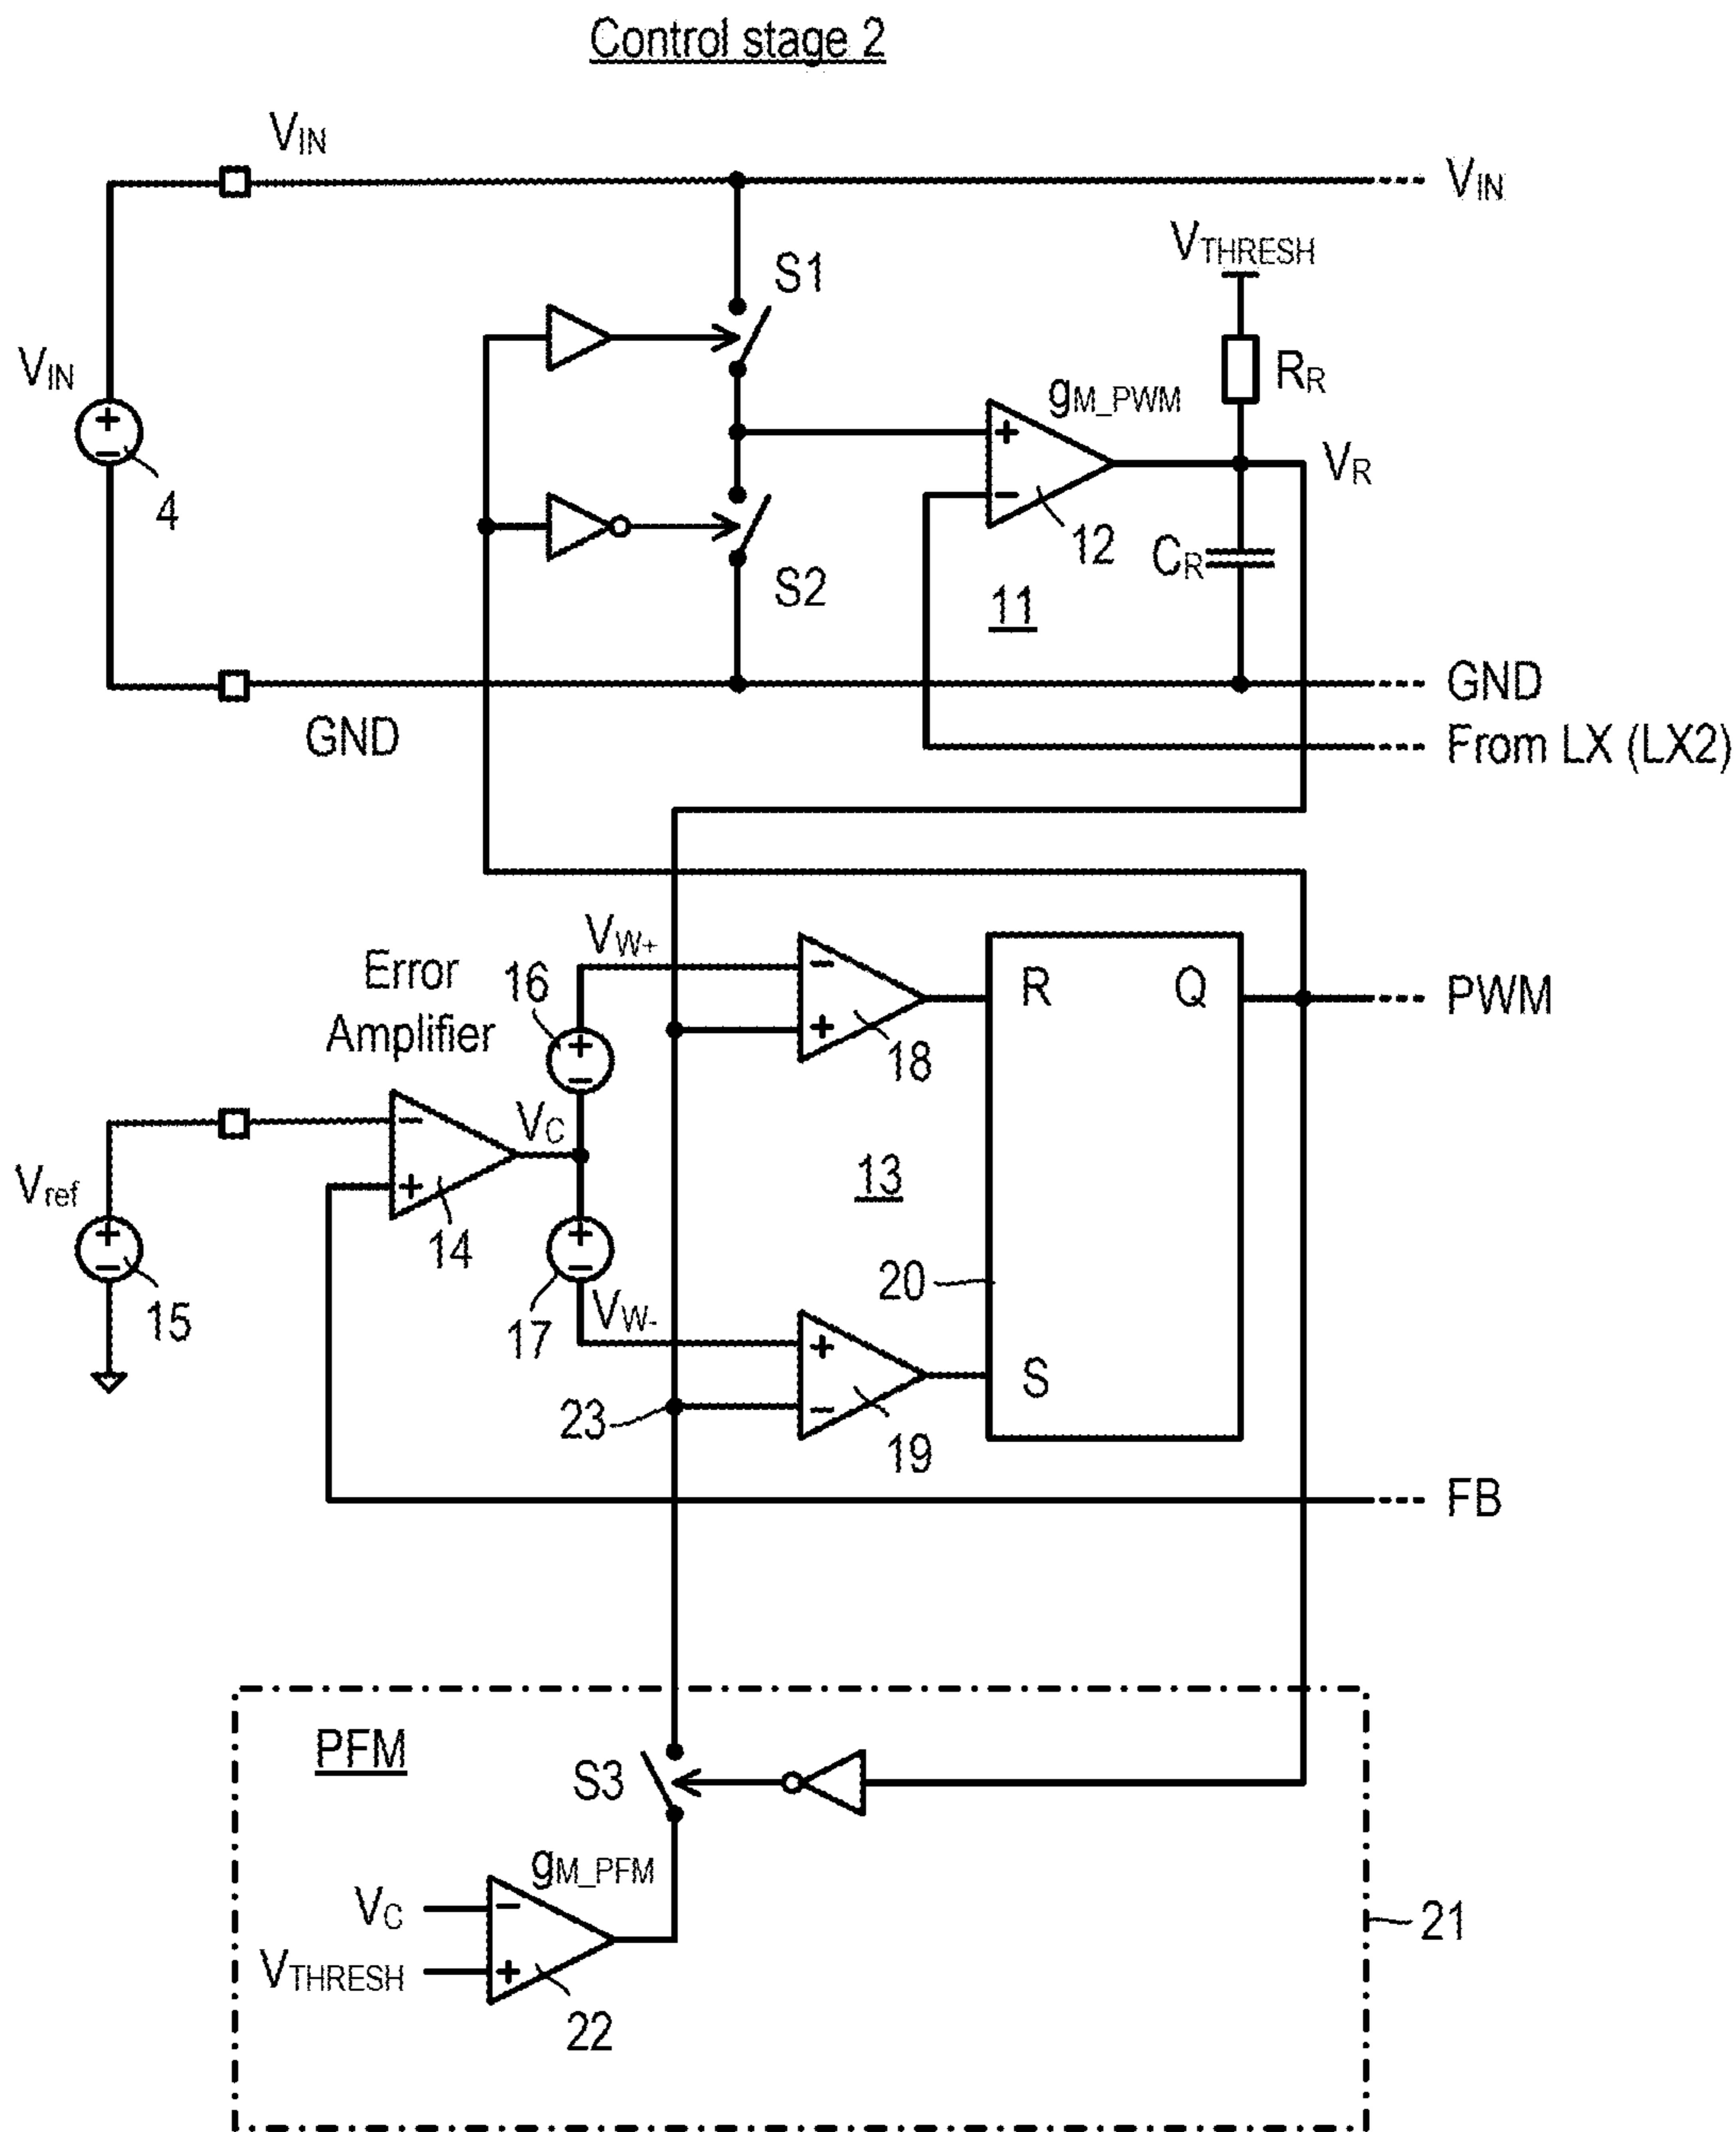 Control stage 2
VIN
VIN
VTHRESH
S1
RR
VIN
gM_PWM
+
-
4
+
-
12
VR
CR
S2
11
GND
GND
From LX (LX2)
VW+
Error
Amplifier
16
-
+
18
R
Q
PWM
+
-
VC
-
+
14
13
Vref
+
-
15
+
-
17
VW-
20
+
-
19
S
23
FB
PFM
S3
gM_PFM
VC
-
VTHRESH
+
22
21